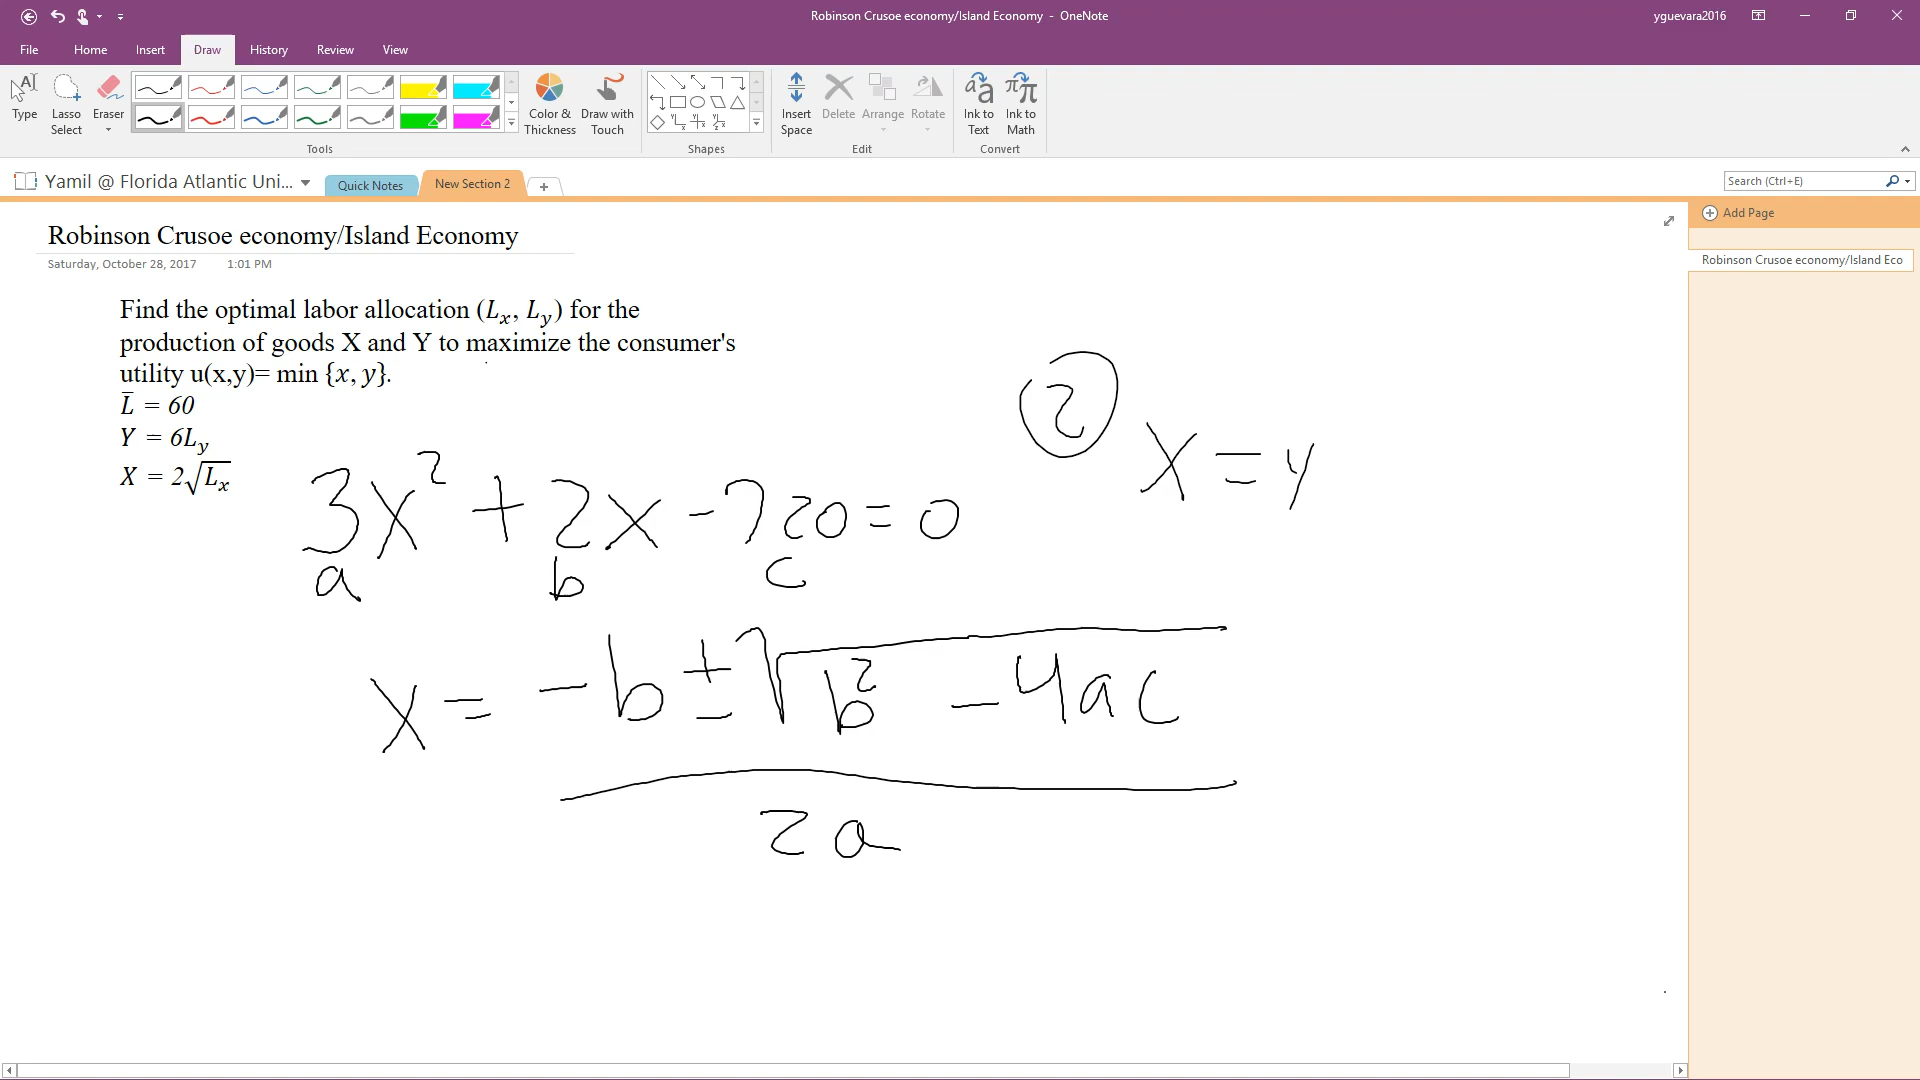 Robinson Crusoe economy/Island Economy - OneNote
yguevara2016
File Home Insert Draw History Review View
Type
Lasso Select
Eraser
Color & Thickness
Draw with Touch
Insert Space
Delete
Arrange
Rotate
Ink to Text
Ink to Math
Tools
Shapes
Edit
Convert
Yamil @ Florida Atlantic Uni...
Quick Notes
New Section 2
Search (Ctrl+E)
Add Page
Robinson Crusoe economy/Island Eco
Robinson Crusoe economy/Island Economy
Saturday, October 28, 2017 1:01 PM
Find the optimal labor allocation (Lₓ, L_y) for the
production of goods X and Y to maximize the consumer's
utility u(x,y)= min {x, y}.
L̅ = 60
Y = 6L_y
X = 2√Lₓ
② X = Y
3X² + 2X - 720 = 0
a b c
X = -b ± √b² - 4ac
2a